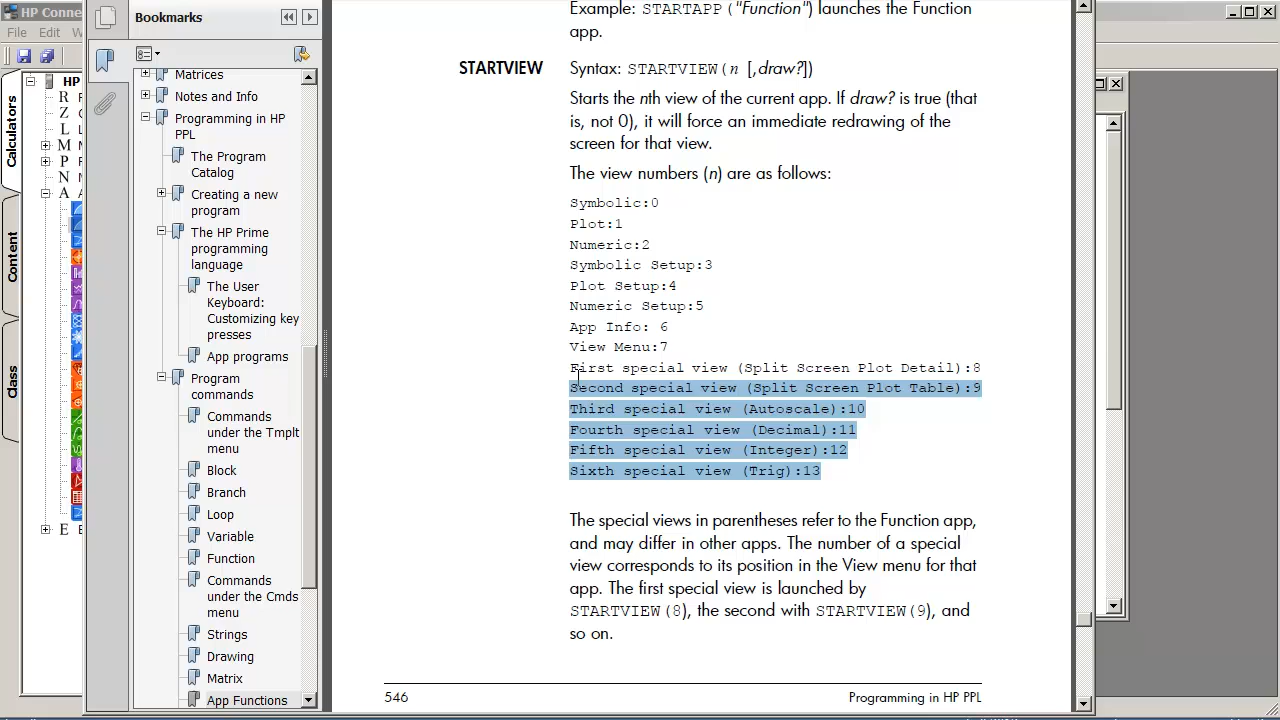 HP Conne
File Edit W
Calculators
Content
Class
HP
R
Z
L
M
P
N
A
E
Bookmarks
Matrices
Notes and Info
Programming in HP
PPL
The Program
Catalog
Creating a new
program
The HP Prime
programming
language
The User
Keyboard:
Customizing key
presses
App programs
Program
commands
Commands
under the Tmplt
menu
Block
Branch
Loop
Variable
Function
Commands
under the Cmds
menu
Strings
Drawing
Matrix
App Functions
Example: STARTAPP ("Function") launches the Function
app.
STARTVIEW Syntax: STARTVIEW(n [,draw?])
Starts the nth view of the current app. If draw? is true (that
is, not 0), it will force an immediate redrawing of the
screen for that view.
The view numbers (n) are as follows:
Symbolic:0
Plot:1
Numeric:2
Symbolic Setup:3
Plot Setup:4
Numeric Setup:5
App Info: 6
View Menu:7
First special view (Split Screen Plot Detail):8
Second special view (Split Screen Plot Table):9
Third special view (Autoscale):10
Fourth special view (Decimal):11
Fifth special view (Integer):12
Sixth special view (Trig):13
The special views in parentheses refer to the Function app,
and may differ in other apps. The number of a special
view corresponds to its position in the View menu for that
app. The first special view is launched by
STARTVIEW(8), the second with STARTVIEW(9), and
so on.
546 Programming in HP PPL